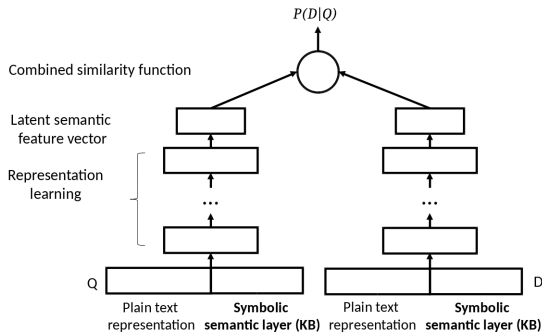 P(D|Q)
Combined similarity function
Latent semantic
feature vector
Representation
learning
...
...
Q
D
Plain text
representation
Symbolic
semantic layer (KB)
Plain text
representation
Symbolic
semantic layer (KB)